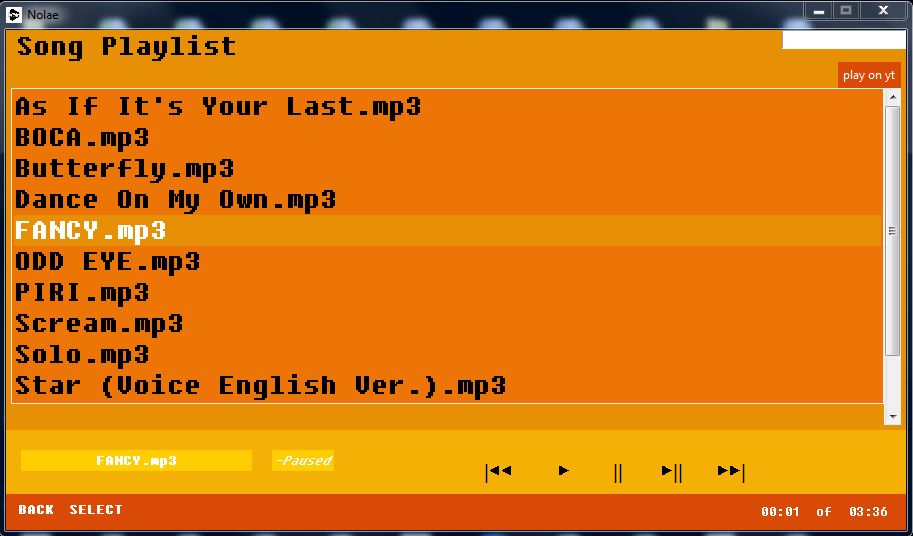 Nolae
Song Playlist
play on yt
As If It's Your Last.mp3
BOCA.mp3
Butterfly.mp3
Dance On My Own.mp3
FANCY.mp3
ODD EYE.mp3
PIRI.mp3
Scream.mp3
Solo.mp3
Star (Voice English Ver.).mp3
FANCY.mp3 -Paused
BACK SELECT 00:01 of 03:36